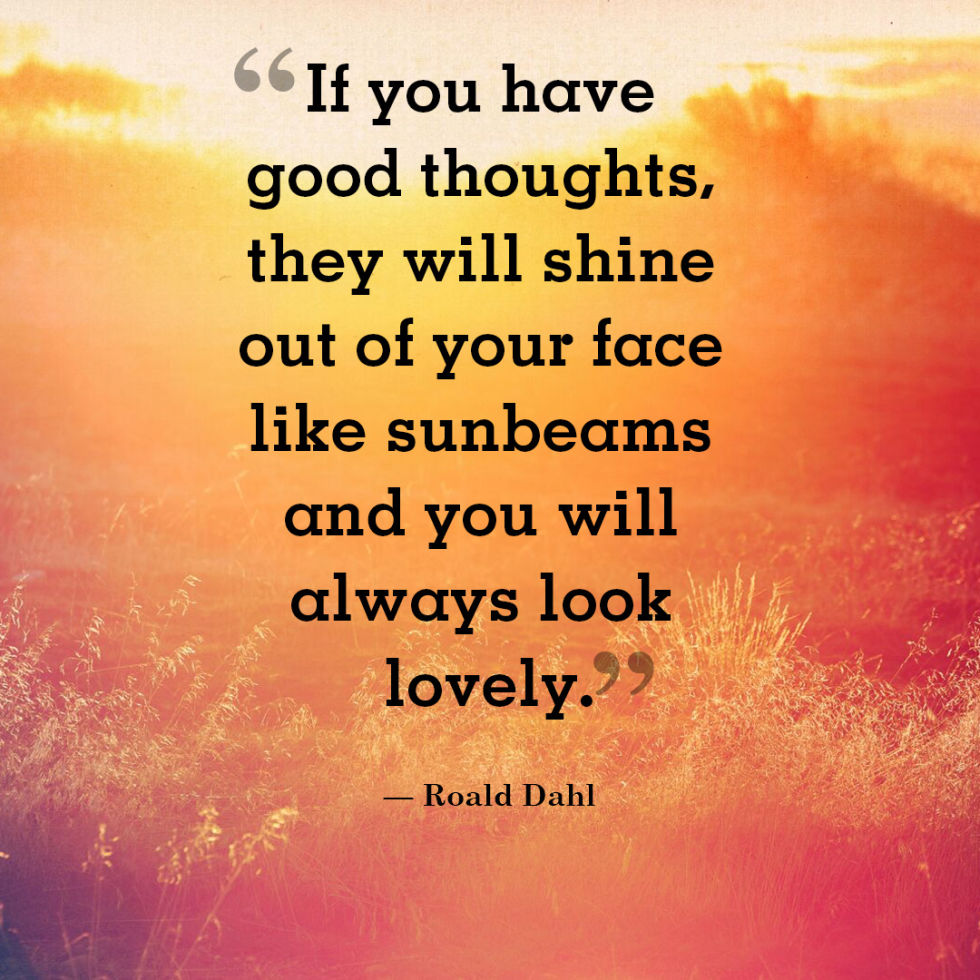 “If you have
good thoughts,
they will shine
out of your face
like sunbeams
and you will
always look
lovely.”
— Roald Dahl